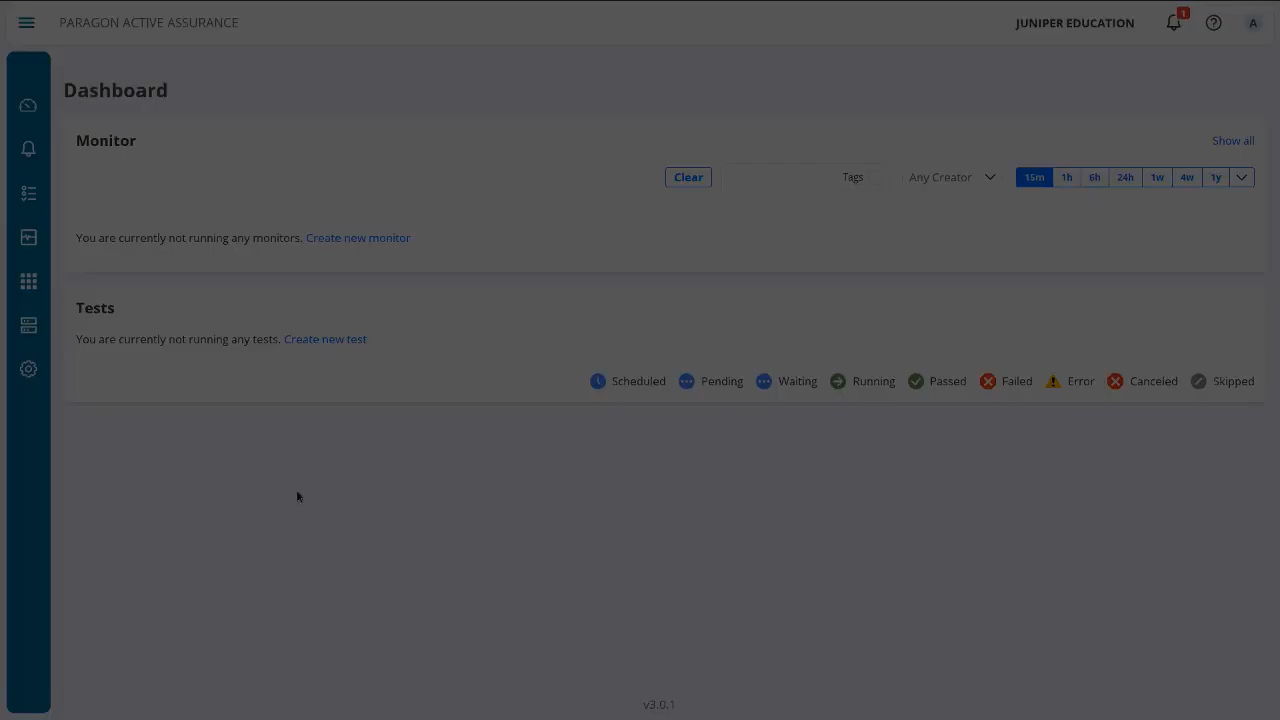 PARAGON ACTIVE ASSURANCE
JUNIPER EDUCATION
1
A
Dashboard
Monitor
Show all
Clear
Tags
Any Creator
15m 1h 6h 24h 1w 4w 1y
You are currently not running any monitors. Create new monitor
Tests
You are currently not running any tests. Create new test
Scheduled Pending Waiting Running Passed Failed Error Canceled Skipped
v3.0.1